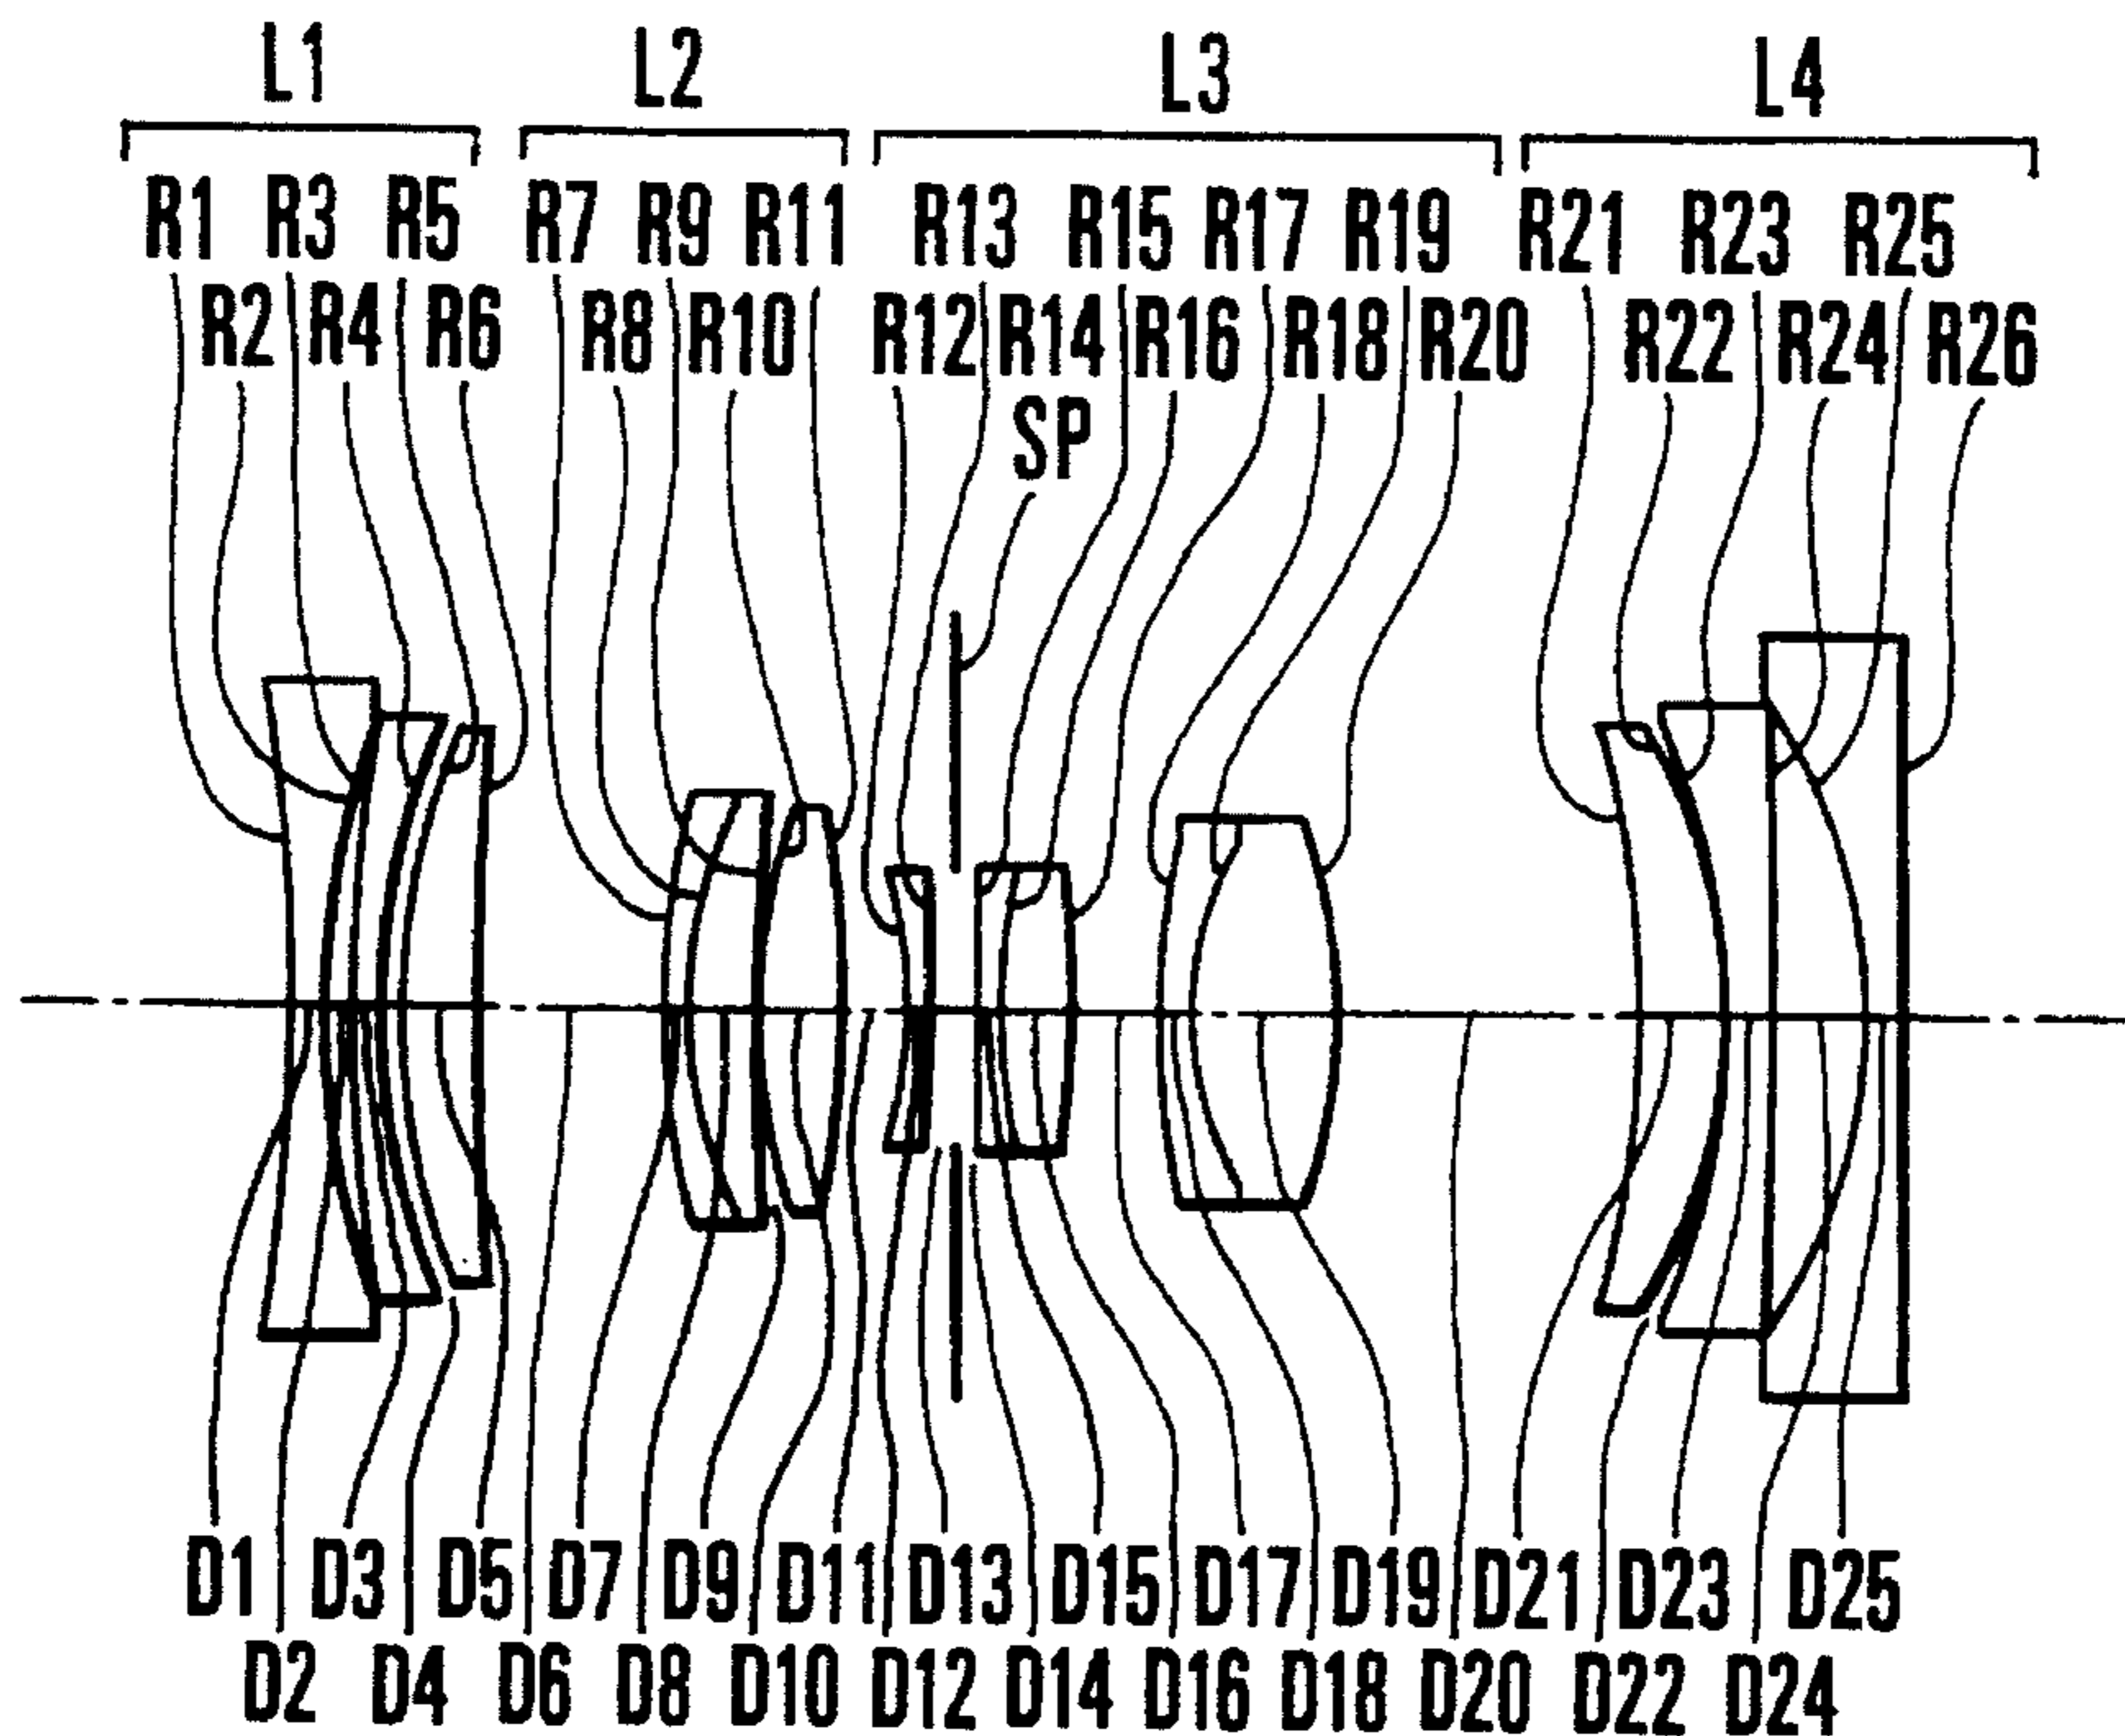 L1 L2 L3 L4
R1 R3 R5 R7 R9 R11 R13 R15 R17 R19 R21 R23 R25
R2 R4 R6 R8 R10 R12 R14 R16 R18 R20 R22 R24 R26
SP
D1 D3 D5 D7 D9 D11 D13 D15 D17 D19 D21 D23 D25
D2 D4 D6 D8 D10 D12 D14 D16 D18 D20 D22 D24